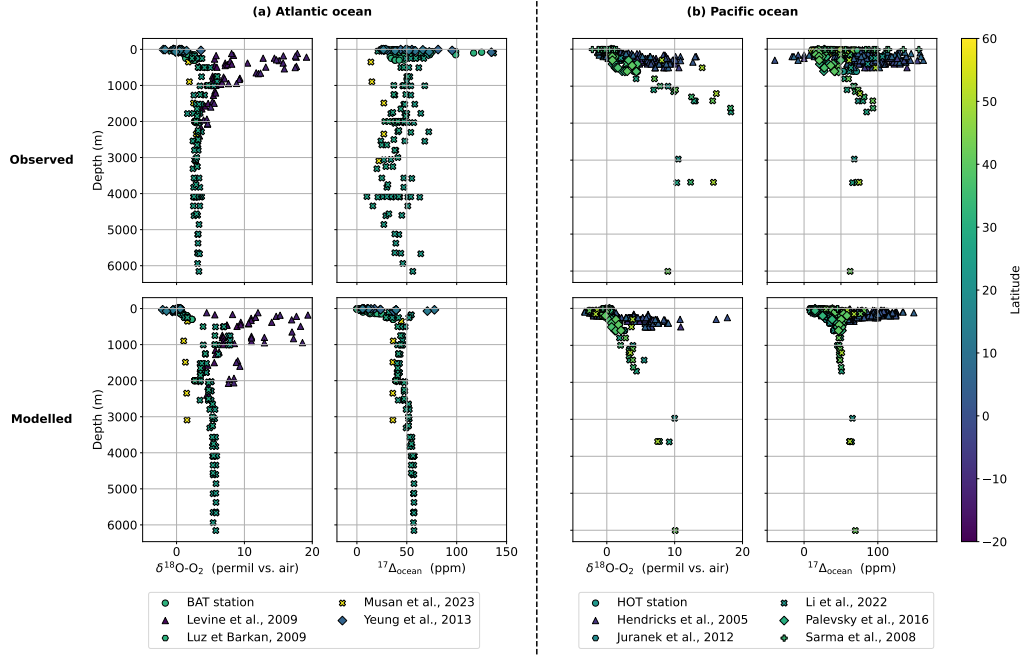 (a) Atlantic ocean
(b) Pacific ocean
Observed
Depth (m)
0
1000
2000
3000
4000
5000
6000
Modelled
Depth (m)
0
1000
2000
3000
4000
5000
6000
0 10 20
0 50 100 150
0 10 20
0 100
δ¹⁸O-O₂ (permil vs. air)
¹⁷Δocean (ppm)
δ¹⁸O-O₂ (permil vs. air)
¹⁷Δocean (ppm)
60
50
40
30
20
10
0
−10
−20
Latitude
BAT station
Levine et al., 2009
Luz et Barkan, 2009
Musan et al., 2023
Yeung et al., 2013
HOT station
Hendricks et al., 2005
Juranek et al., 2012
Li et al., 2022
Palevsky et al., 2016
Sarma et al., 2008